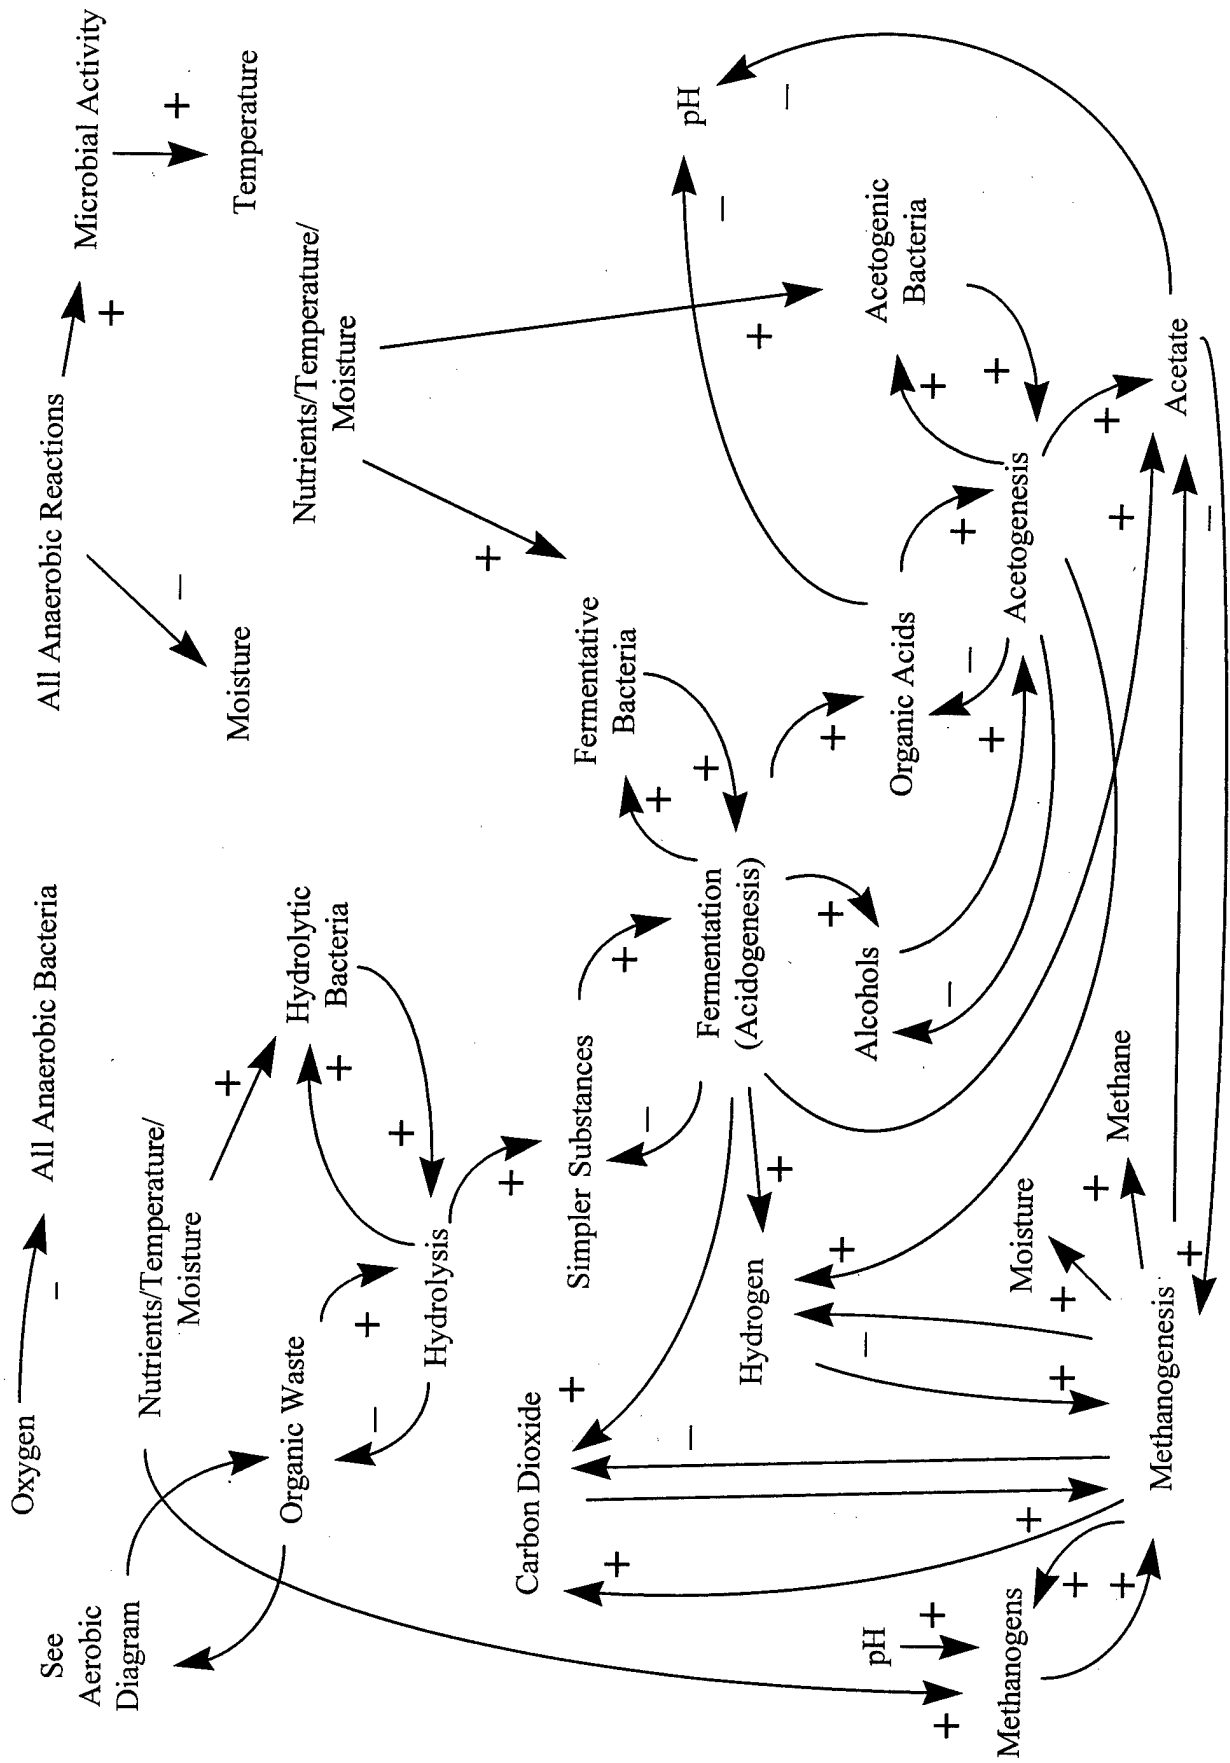 See
Aerobic
Diagram
Oxygen
−
All Anaerobic Bacteria
All Anaerobic Reactions
+
Microbial Activity
−
+
Moisture
Temperature
Nutrients/Temperature/
Moisture
+
Hydrolytic
Bacteria
Nutrients/Temperature/
Moisture
Organic Waste
+
−
+
+
Hydrolysis
+
+
+
Carbon Dioxide
Simpler Substances
+
Fermentative
Bacteria
+
+
−
+
−
+
Hydrogen
Fermentation
(Acidogenesis)
+
+
pH
−
−
pH
+
−
+
Alcohols
+
Organic Acids
+
Acetogenic
Bacteria
+
−
+
−
+
+
+
Methanogens
+
+
+
+
Moisture
Acetogenesis
+
+
+
Methane
+
Methanogenesis
+
Acetate
−